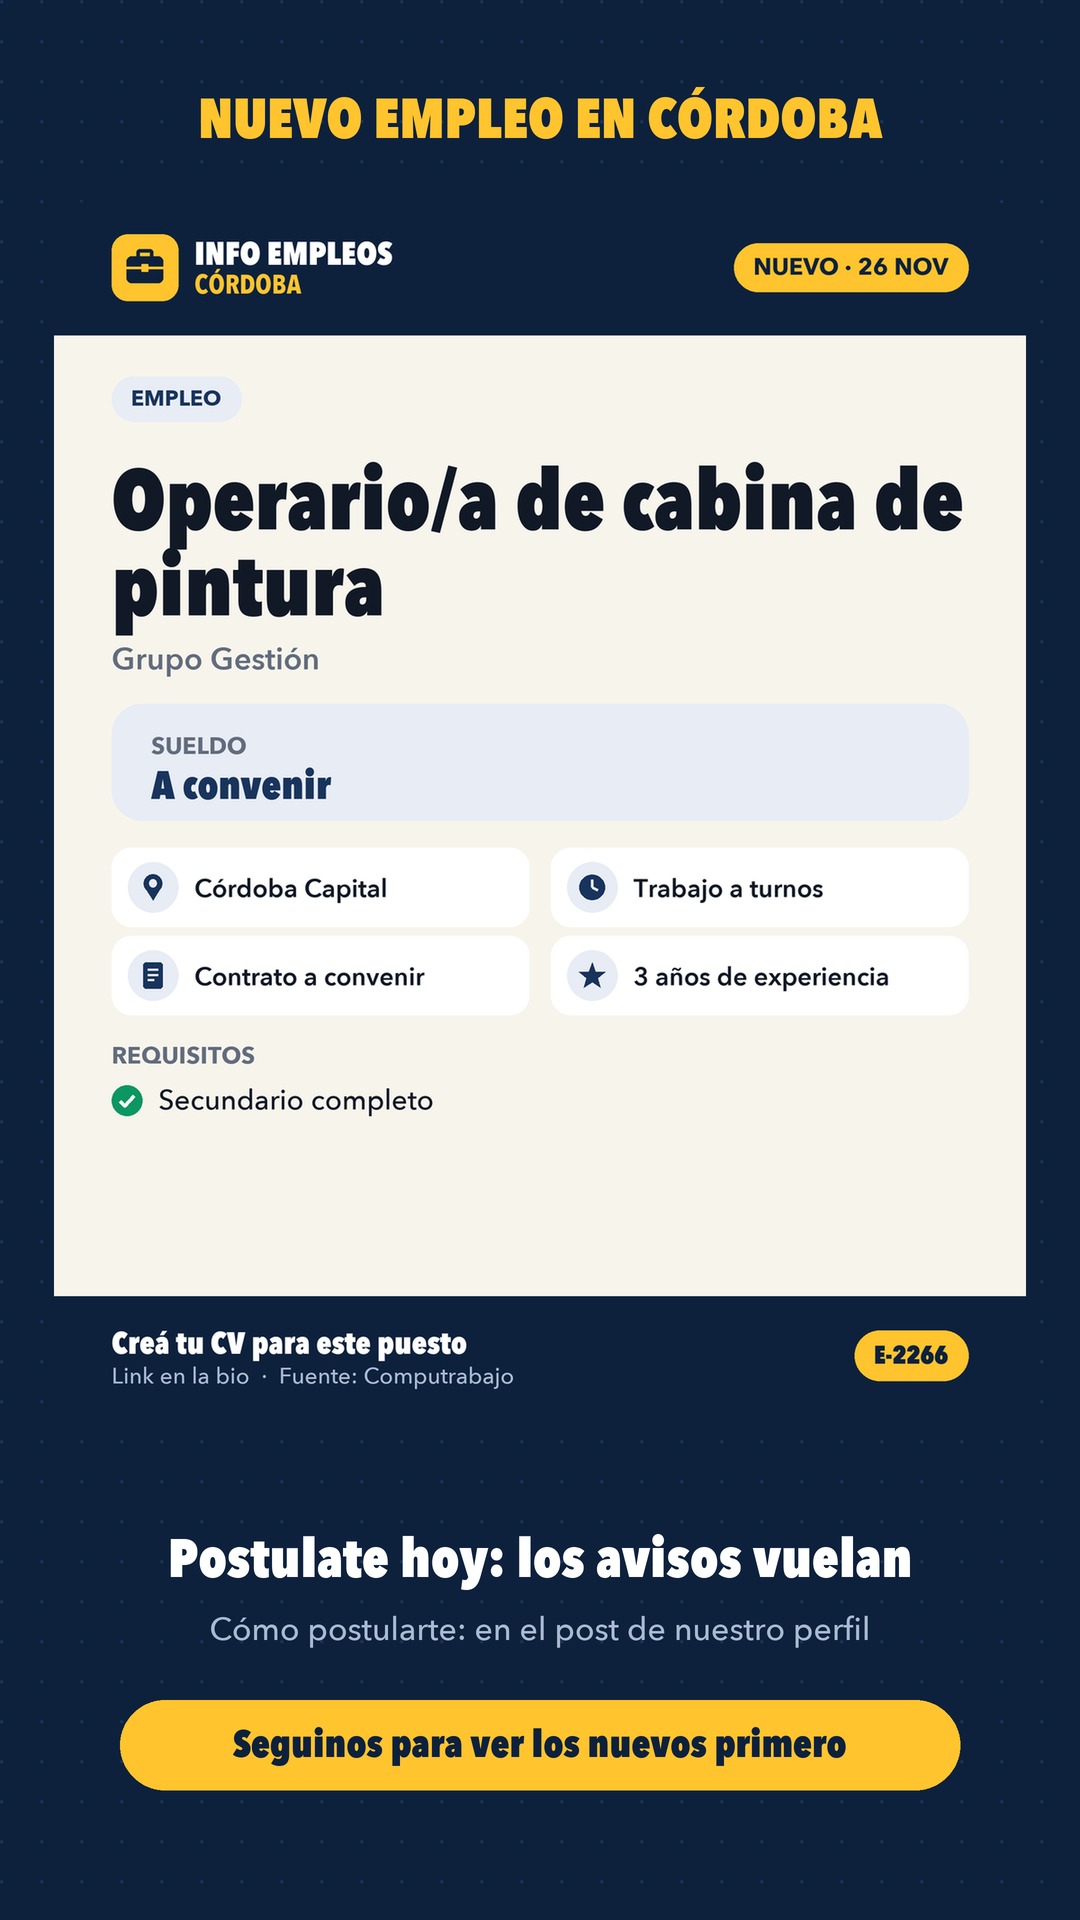 NUEVO EMPLEO EN CÓRDOBA
INFO EMPLEOS
CÓRDOBA
NUEVO · 26 NOV
EMPLEO
Operario/a de cabina de
pintura
Grupo Gestión
SUELDO
A convenir
Córdoba Capital
Trabajo a turnos
Contrato a convenir
3 años de experiencia
REQUISITOS
Secundario completo
Creá tu CV para este puesto
Link en la bio · Fuente: Computrabajo
E-2266
Postulate hoy: los avisos vuelan
Cómo postularte: en el post de nuestro perfil
Seguinos para ver los nuevos primero